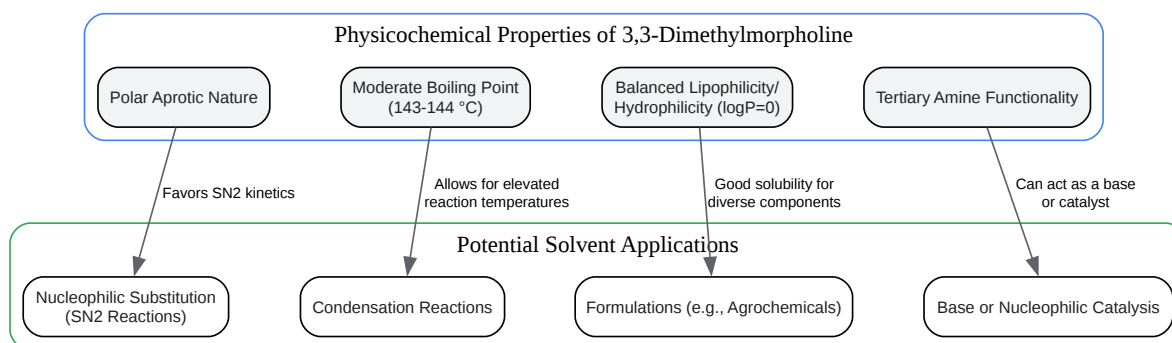 Physicochemical Properties of 3,3-Dimethylmorpholine
Polar Aprotic Nature
Moderate Boiling Point
(143-144 °C)
Balanced Lipophilicity/
Hydrophilicity (logP=0)
Tertiary Amine Functionality
Favors SN2 kinetics
Allows for elevated
reaction temperatures
Good solubility for
diverse components
Can act as a base
or catalyst
Potential Solvent Applications
Nucleophilic Substitution
(SN2 Reactions)
Condensation Reactions
Formulations (e.g., Agrochemicals)
Base or Nucleophilic Catalysis